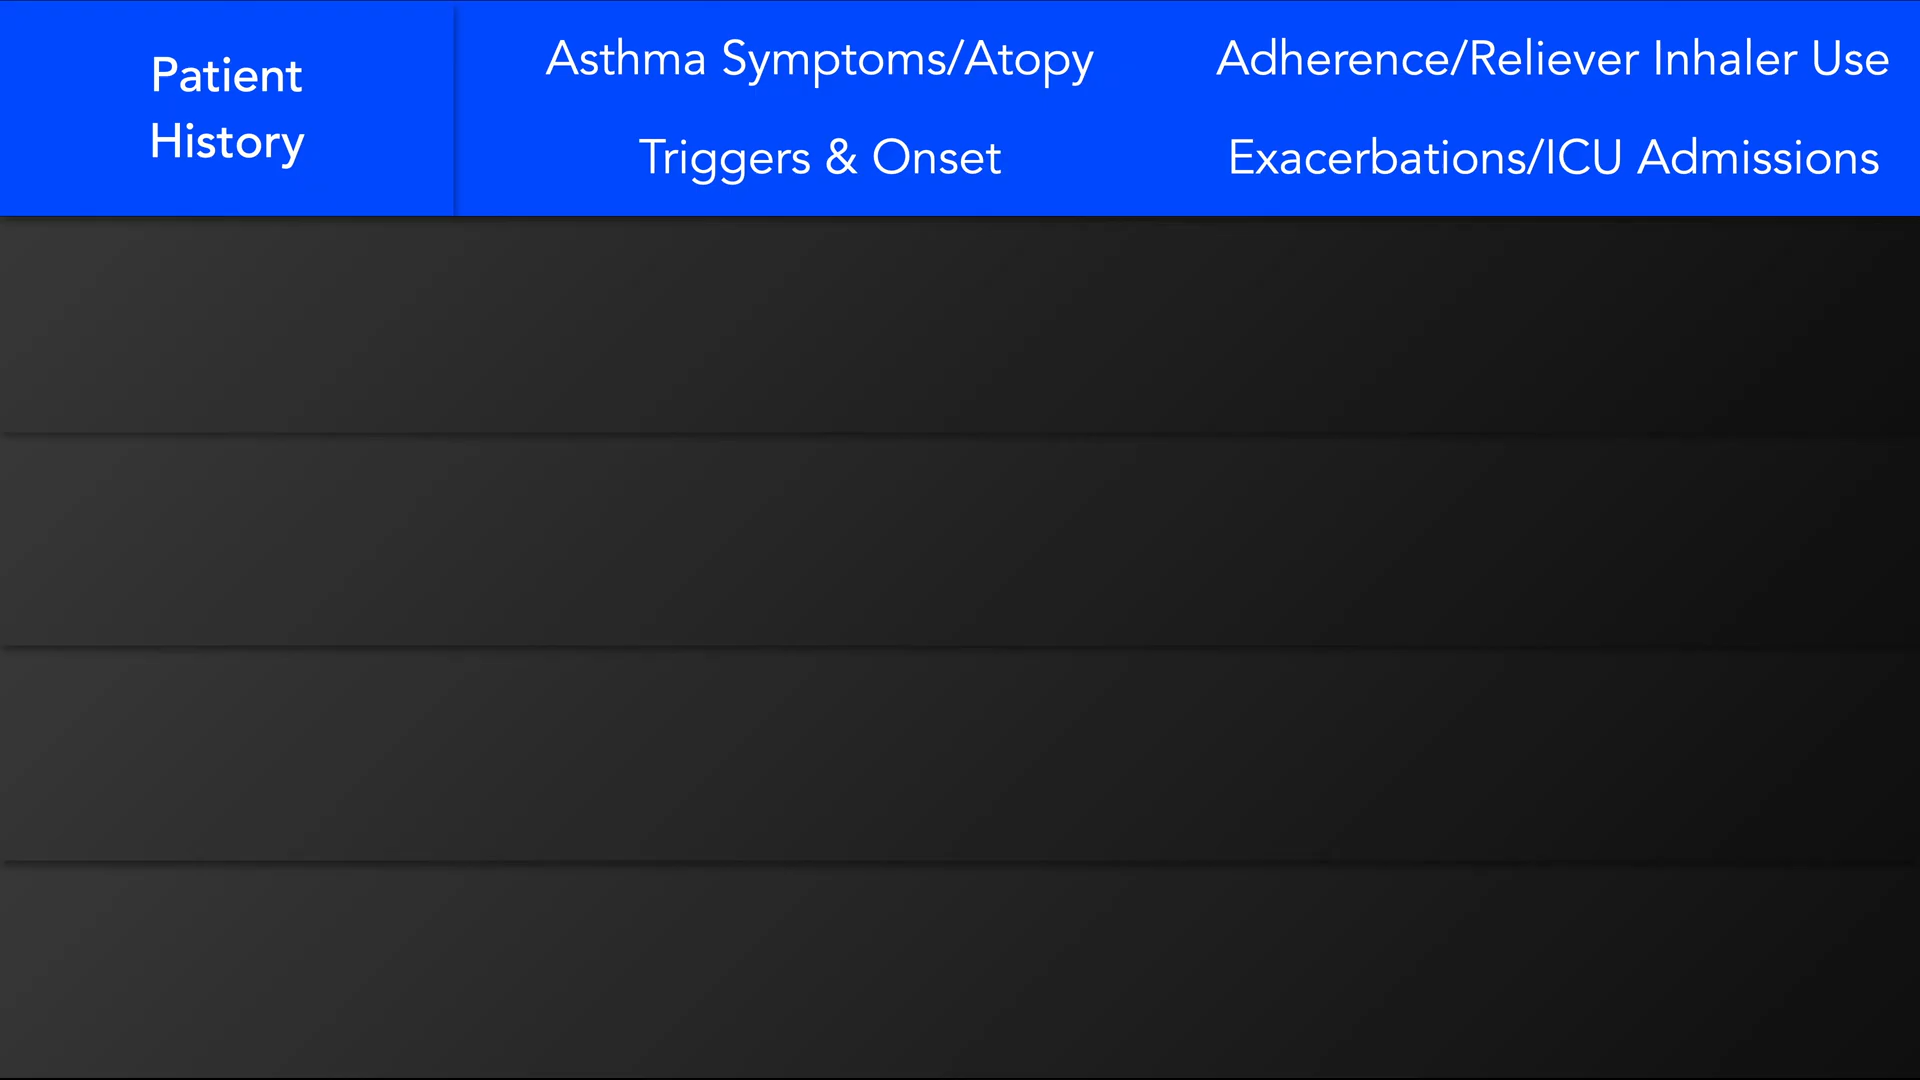 Patient
History
Asthma Symptoms/Atopy
Triggers & Onset
Adherence/Reliever Inhaler Use
Exacerbations/ICU Admissions